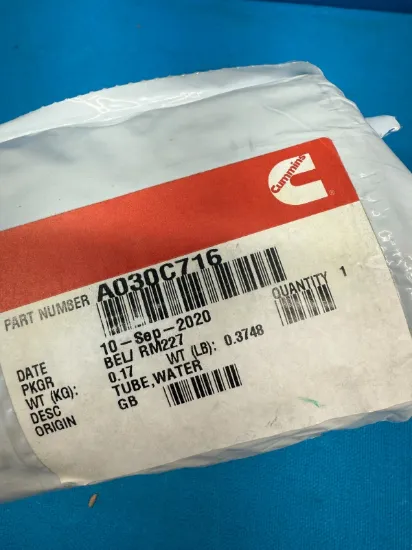 Cummins
PART NUMBER A030C716
QUANTITY 1
DATE 10-Sep-2020
PKGR BEL/ RM227
WT (KG): 0.17 WT (LB): 0.3748
DESC TUBE,WATER
ORIGIN GB